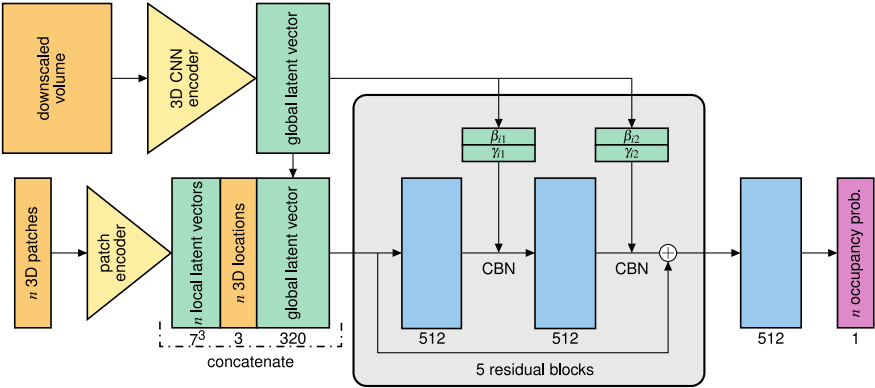 downscaled
volume
3D CNN
encoder
global latent vector
n 3D patches
patch
encoder
n local latent vectors
n 3D locations
global latent vector
7³
3
320
concatenate
βi1
γi1
βi2
γi2
CBN
CBN
512
512
5 residual blocks
512
n occupancy prob.
1